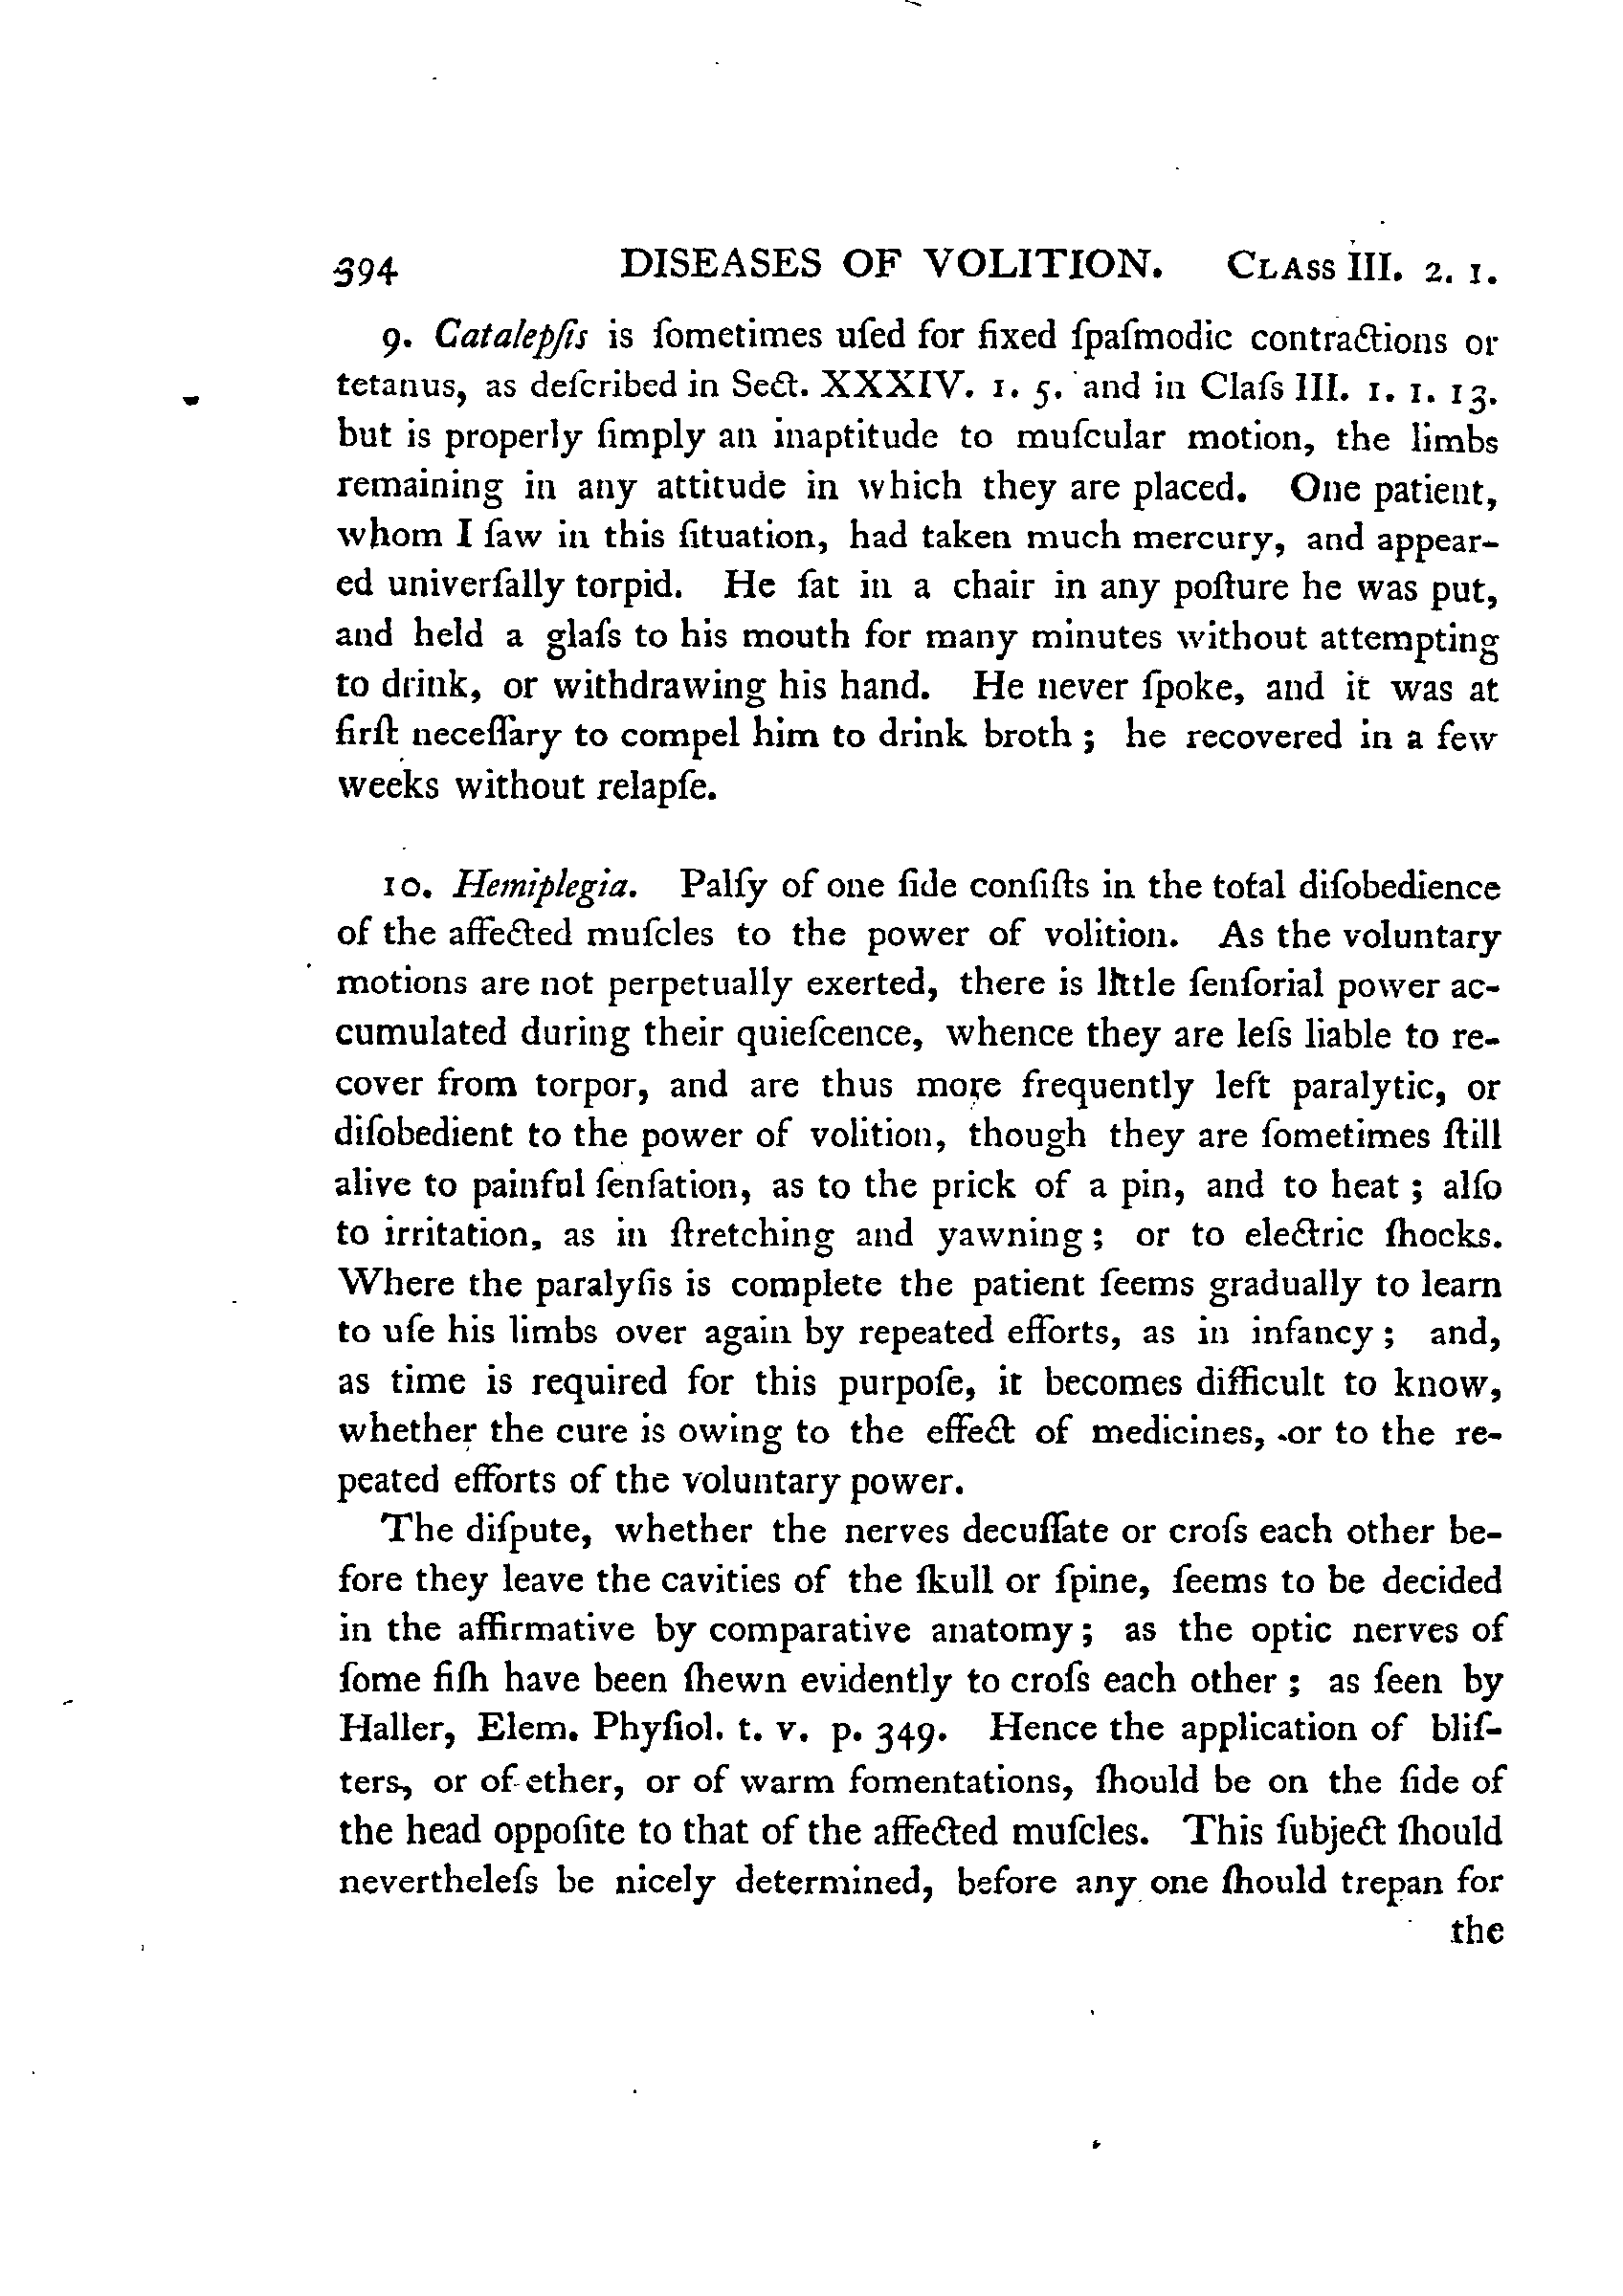 394 DISEASES OF VOLITION. CLASS III. 2. 1.
9. Catalepſis is ſometimes uſed for fixed ſpaſmodic contractions or
tetanus, as deſcribed in Sect. XXXIV. 1. 5. and in Claſs III. 1. 1. 13.
but is properly ſimply an inaptitude to muſcular motion, the limbs
remaining in any attitude in which they are placed. One patient,
whom I ſaw in this ſituation, had taken much mercury, and appear-
ed univerſally torpid. He ſat in a chair in any poſture he was put,
and held a glaſs to his mouth for many minutes without attempting
to drink, or withdrawing his hand. He never ſpoke, and it was at
firſt neceſſary to compel him to drink broth; he recovered in a few
weeks without relapſe.
10. Hemiplegia. Palſy of one ſide conſiſts in the total diſobedience
of the affected muſcles to the power of volition. As the voluntary
motions are not perpetually exerted, there is little ſenſorial power ac-
cumulated during their quieſcence, whence they are leſs liable to re-
cover from torpor, and are thus more frequently left paralytic, or
diſobedient to the power of volition, though they are ſometimes ſtill
alive to painful ſenſation, as to the prick of a pin, and to heat; alſo
to irritation, as in ſtretching and yawning; or to electric ſhocks.
Where the paralyſis is complete the patient ſeems gradually to learn
to uſe his limbs over again by repeated efforts, as in infancy; and,
as time is required for this purpoſe, it becomes difficult to know,
whether the cure is owing to the effect of medicines, or to the re-
peated efforts of the voluntary power.
The diſpute, whether the nerves decuſſate or croſs each other be-
fore they leave the cavities of the ſkull or ſpine, ſeems to be decided
in the affirmative by comparative anatomy; as the optic nerves of
ſome fiſh have been ſhewn evidently to croſs each other; as ſeen by
Haller, Elem. Phyſiol. t. v. p. 349. Hence the application of bliſ-
ters, or of ether, or of warm fomentations, ſhould be on the ſide of
the head oppoſite to that of the affected muſcles. This ſubject ſhould
nevertheleſs be nicely determined, before any one ſhould trepan for
the